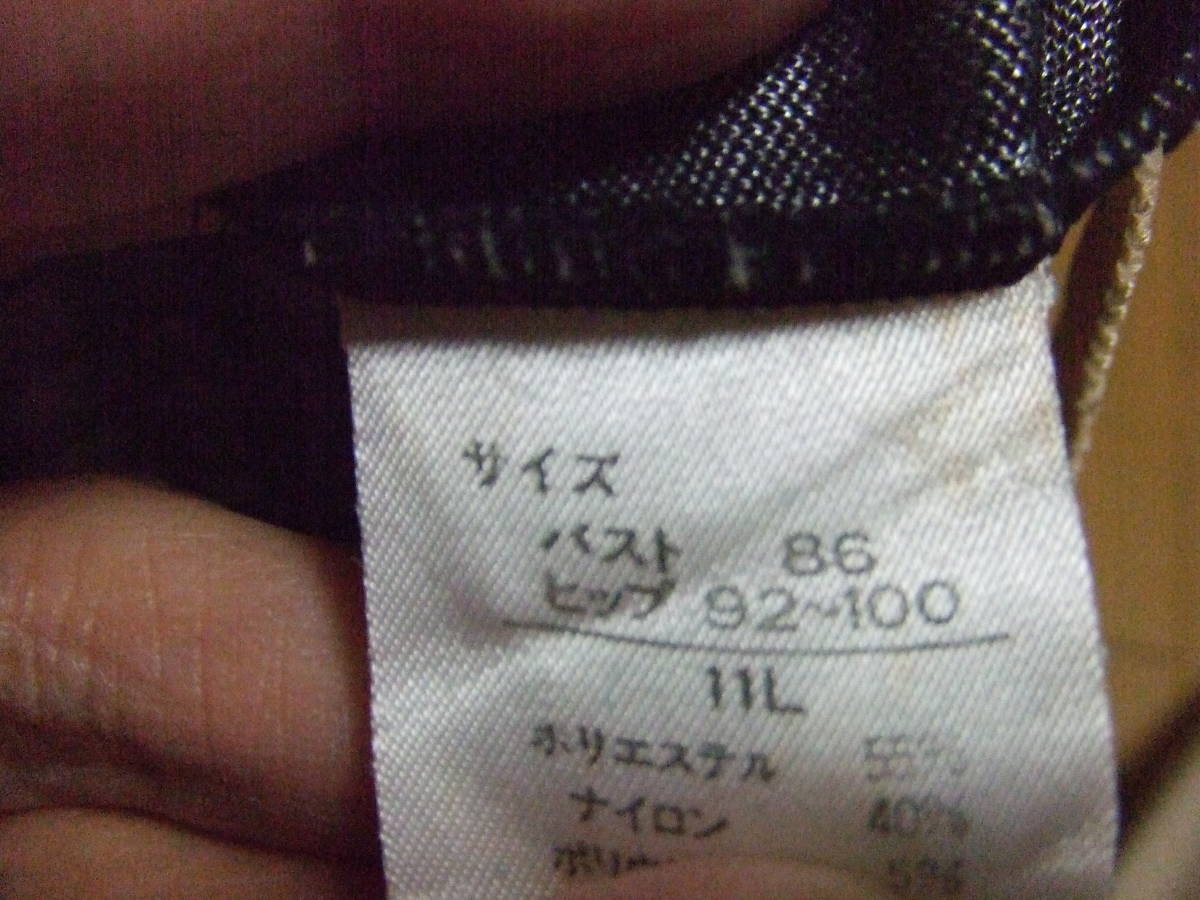 サイズ
バスト 86
ヒップ 92~100
11L
ポリエステル 55%
ナイロン 40%
5%